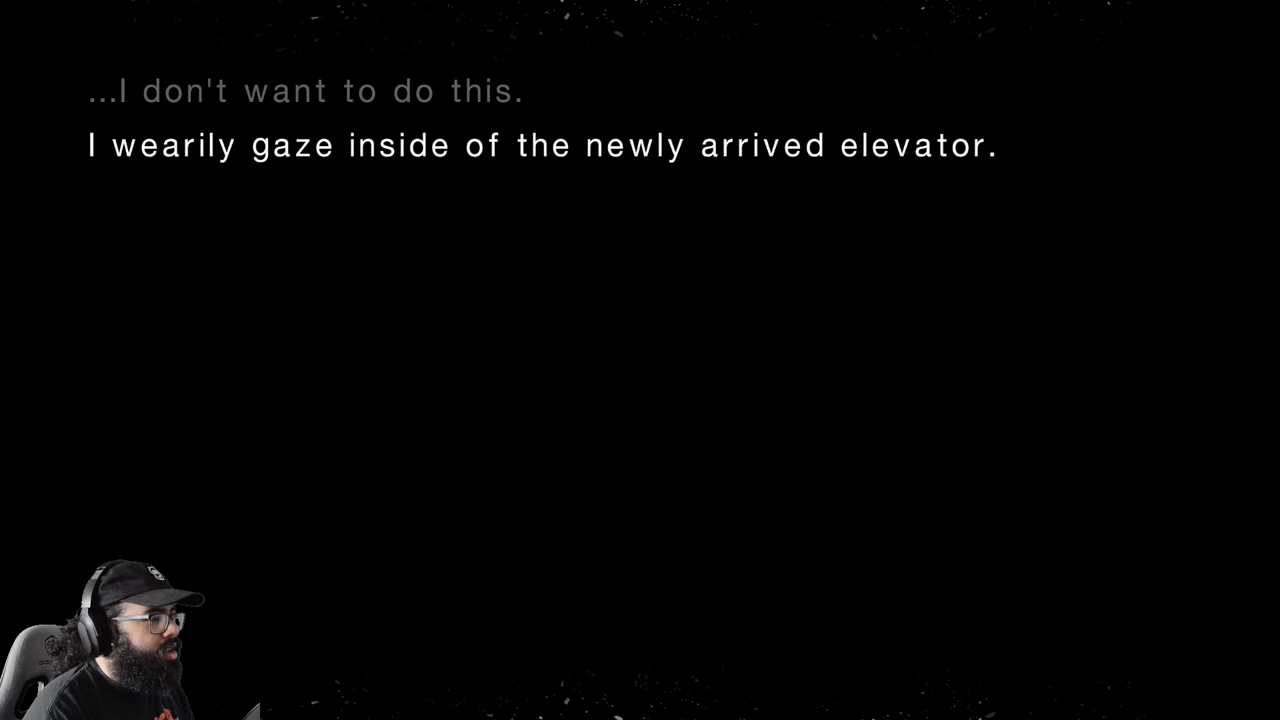 ...I don't want to do this.
I wearily gaze inside of the newly arrived elevator.